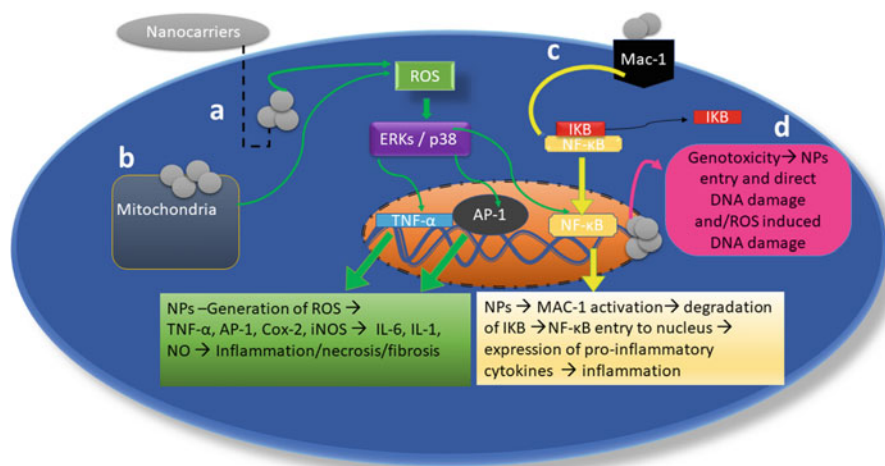 Nanocarriers
a
ROS
c
Mac-1
b
ERKs / p38
IKB
NF-κB
IKB
d
Mitochondria
TNF-α
AP-1
NF-κB
Genotoxicity→ NPs
entry and direct
DNA damage
and/ROS induced
DNA damage
NPs –Generation of ROS →
TNF-α, AP-1, Cox-2, iNOS → IL-6, IL-1,
NO → Inflammation/necrosis/fibrosis
NPs → MAC-1 activation→ degradation
of IKB →NF-κB entry to nucleus →
expression of pro-inflammatory
cytokines → inflammation